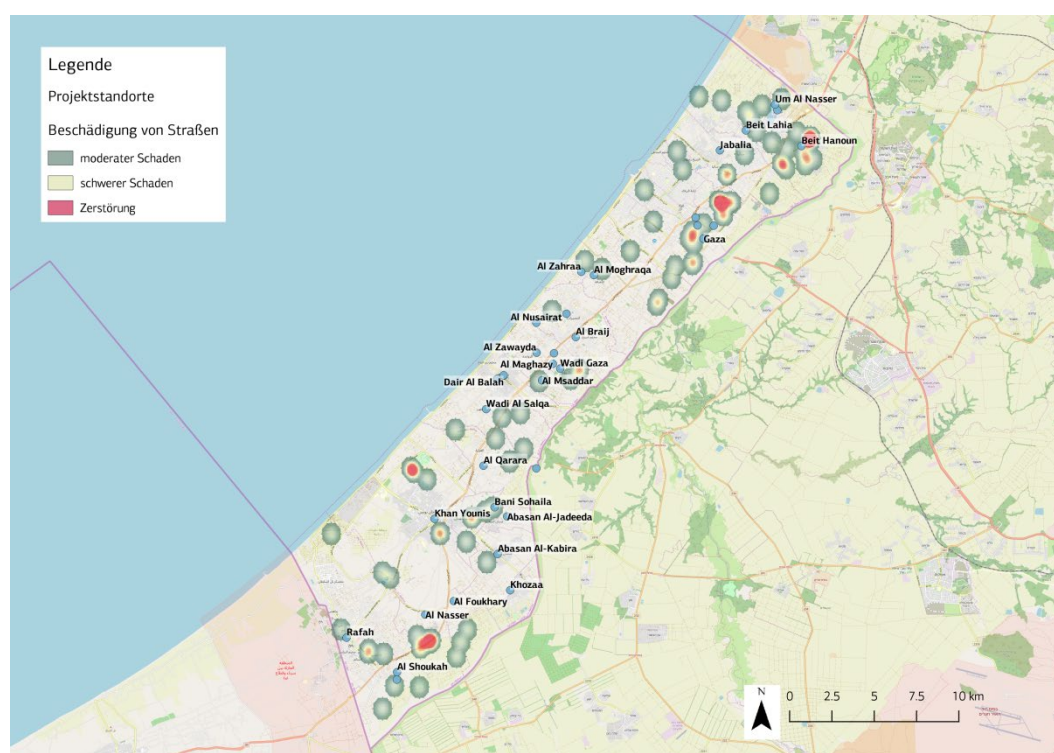 Legende
Projektstandorte
Beschädigung von Straßen
moderater Schaden
schwerer Schaden
Zerstörung
Um Al Nasser
Beit Lahia
Beit Hanoun
Jabalia
Gaza
Al Zahraa
Al Moghraqa
Al Nusairat
Al Braij
Al Zawayda
Al Maghazy
Wadi Gaza
Dair Al Balah
Al Msaddar
Wadi Al Salqa
Al Qarara
Bani Sohaila
Khan Younis
Abasan Al-Jadeeda
Abasan Al-Kabira
Khozaa
Al Foukhary
Al Nasser
Rafah
Al Shoukah
N
0 2.5 5 7.5 10 km